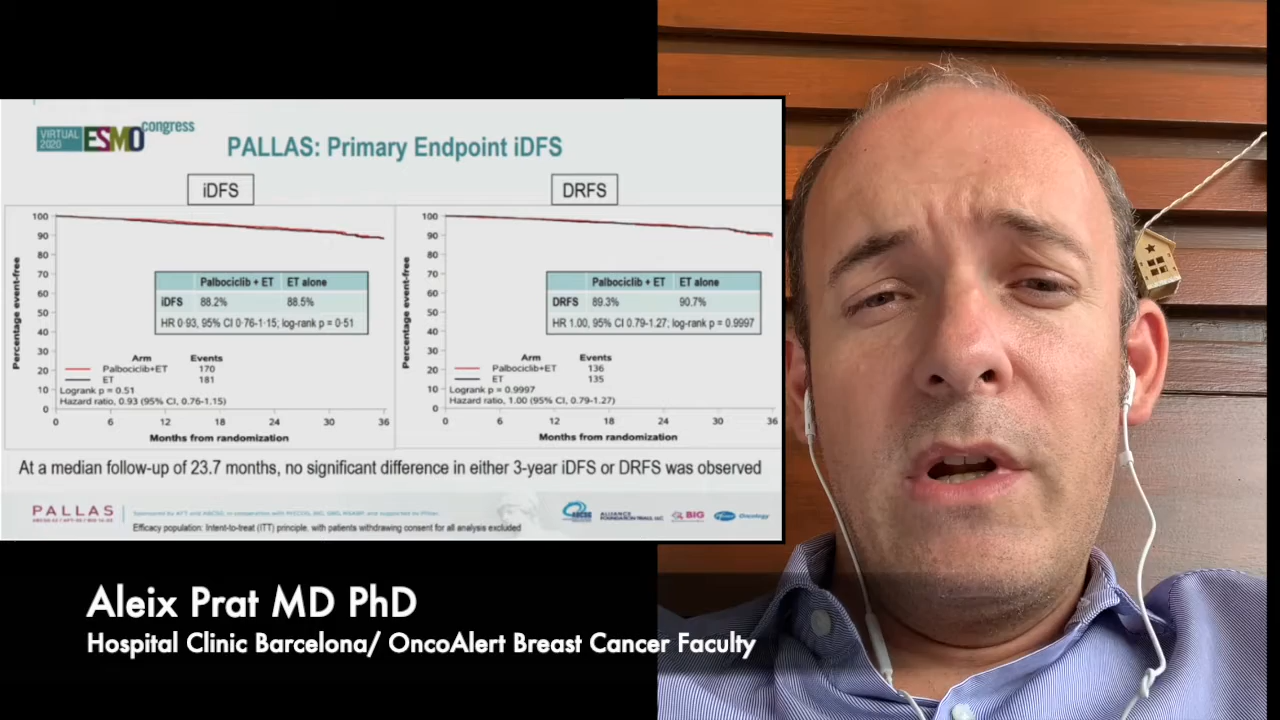 VIRTUAL
2020
ESMO
congress
PALLAS: Primary Endpoint iDFS
iDFS
DRFS
Percentage event-free
100
90
80
70
60
50
40
30
20
10
0
Palbociclib + ET ET alone
iDFS 88.2% 88.5%
HR 0·93, 95% CI 0·76-1·15; log-rank p = 0·51
Arm Events
Palbociclib+ET 170
ET 181
Logrank p = 0.51
Hazard ratio, 0.93 (95% CI, 0.76-1.15)
0 6 12 18 24 30 36
Months from randomization
Percentage event-free
100
90
80
70
60
50
40
30
20
10
0
Palbociclib + ET ET alone
DRFS 89.3% 90.7%
HR 1.00, 95% CI 0.79-1.27; log-rank p = 0.9997
Arm Events
Palbociclib+ET 136
ET 135
Logrank p = 0.9997
Hazard ratio, 1.00 (95% CI, 0.79-1.27)
0 6 12 18 24 30 36
Months from randomization
At a median follow-up of 23.7 months, no significant difference in either 3-year iDFS or DRFS was observed
PALLAS
ABCSG
ALLIANCE
FOUNDATION TRIALS, LLC
BIG
Pfizer Oncology
Efficacy population: Intent-to-treat (ITT) principle, with patients withdrawing consent for all analysis excluded
Aleix Prat MD PhD
Hospital Clinic Barcelona/ OncoAlert Breast Cancer Faculty